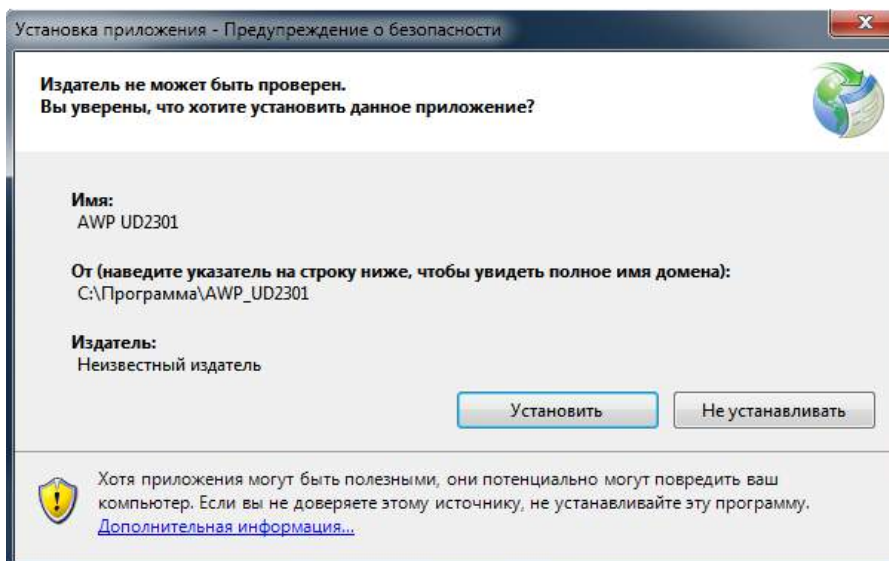 Установка приложения - Предупреждение о безопасности
Издатель не может быть проверен.
Вы уверены, что хотите установить данное приложение?
Имя:
AWP UD2301
От (наведите указатель на строку ниже, чтобы увидеть полное имя домена):
C:\Программа\AWP_UD2301
Издатель:
Неизвестный издатель
Установить
Не устанавливать
Хотя приложения могут быть полезными, они потенциально могут повредить ваш
компьютер. Если вы не доверяете этому источнику, не устанавливайте эту программу.
Дополнительная информация...